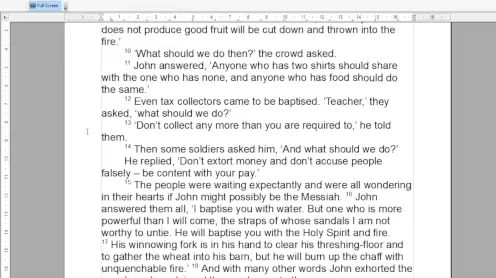 Full Screen
does not produce good fruit will be cut down and thrown into the
fire.'
10 'What should we do then?' the crowd asked.
11 John answered, 'Anyone who has two shirts should share
with the one who has none, and anyone who has food should do
the same.'
12 Even tax collectors came to be baptised. 'Teacher,' they
asked, 'what should we do?'
13 'Don't collect any more than you are required to,' he told
them.
14 Then some soldiers asked him, 'And what should we do?'
He replied, 'Don't extort money and don't accuse people
falsely – be content with your pay.'
15 The people were waiting expectantly and were all wondering
in their hearts if John might possibly be the Messiah. 16 John
answered them all, 'I baptise you with water. But one who is more
powerful than I will come, the straps of whose sandals I am not
worthy to untie. He will baptise you with the Holy Spirit and fire.
17 His winnowing fork is in his hand to clear his threshing-floor and
to gather the wheat into his barn, but he will burn up the chaff with
unquenchable fire.' 18 And with many other words John exhorted the